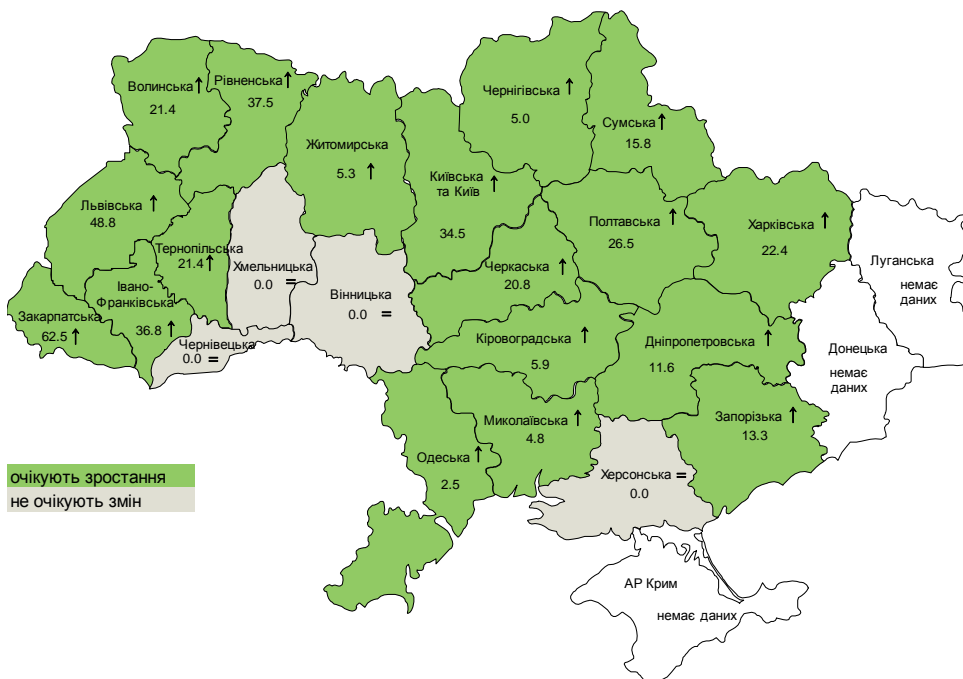 Волинська ↑
21.4
Рівненська ↑
37.5
Житомирська
5.3 ↑
Чернігівська ↑
5.0
Сумська ↑
15.8
Київська ↑
та Київ
34.5
Львівська ↑
48.8
Тернопільська
21.4 ↑
Хмельницька
0.0 =
Вінницька
0.0 =
Полтавська ↑
26.5
Харківська ↑
22.4
Луганська
немає
даних
Черкаська ↑
20.8
Івано-
Франківська
36.8 ↑
Закарпатська
62.5 ↑
Чернівецька
0.0 =
Кіровоградська ↑
5.9
Дніпропетровська ↑
11.6
Донецька
немає
даних
Миколаївська ↑
4.8
Запорізька ↑
13.3
Одеська ↑
2.5
Херсонська =
0.0
очікують зростання
не очікують змін
АР Крим
немає даних